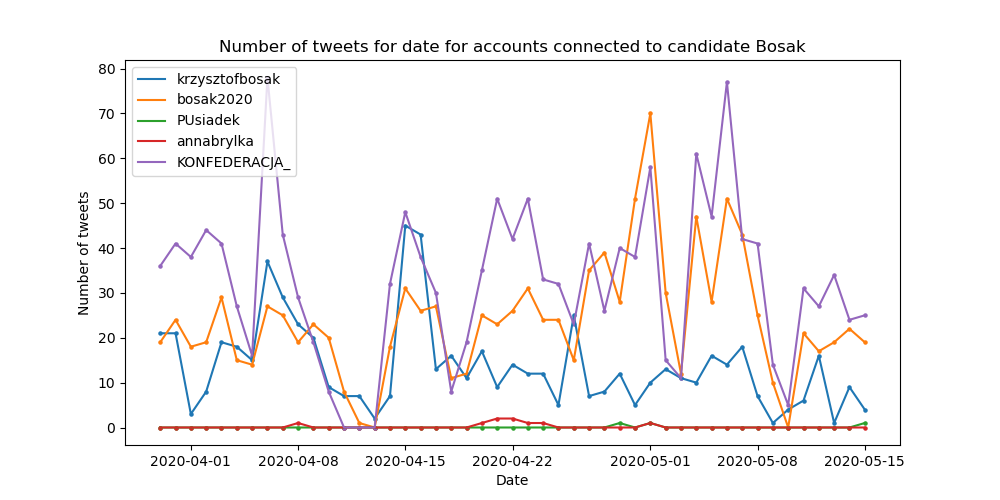 Number of tweets for date for accounts connected to candidate Bosak
krzysztofbosak
bosak2020
PUsiadek
annabrylka
KONFEDERACJA_
Number of tweets
80
70
60
50
40
30
20
10
0
2020-04-01
2020-04-08
2020-04-15
2020-04-22
2020-05-01
2020-05-08
2020-05-15
Date